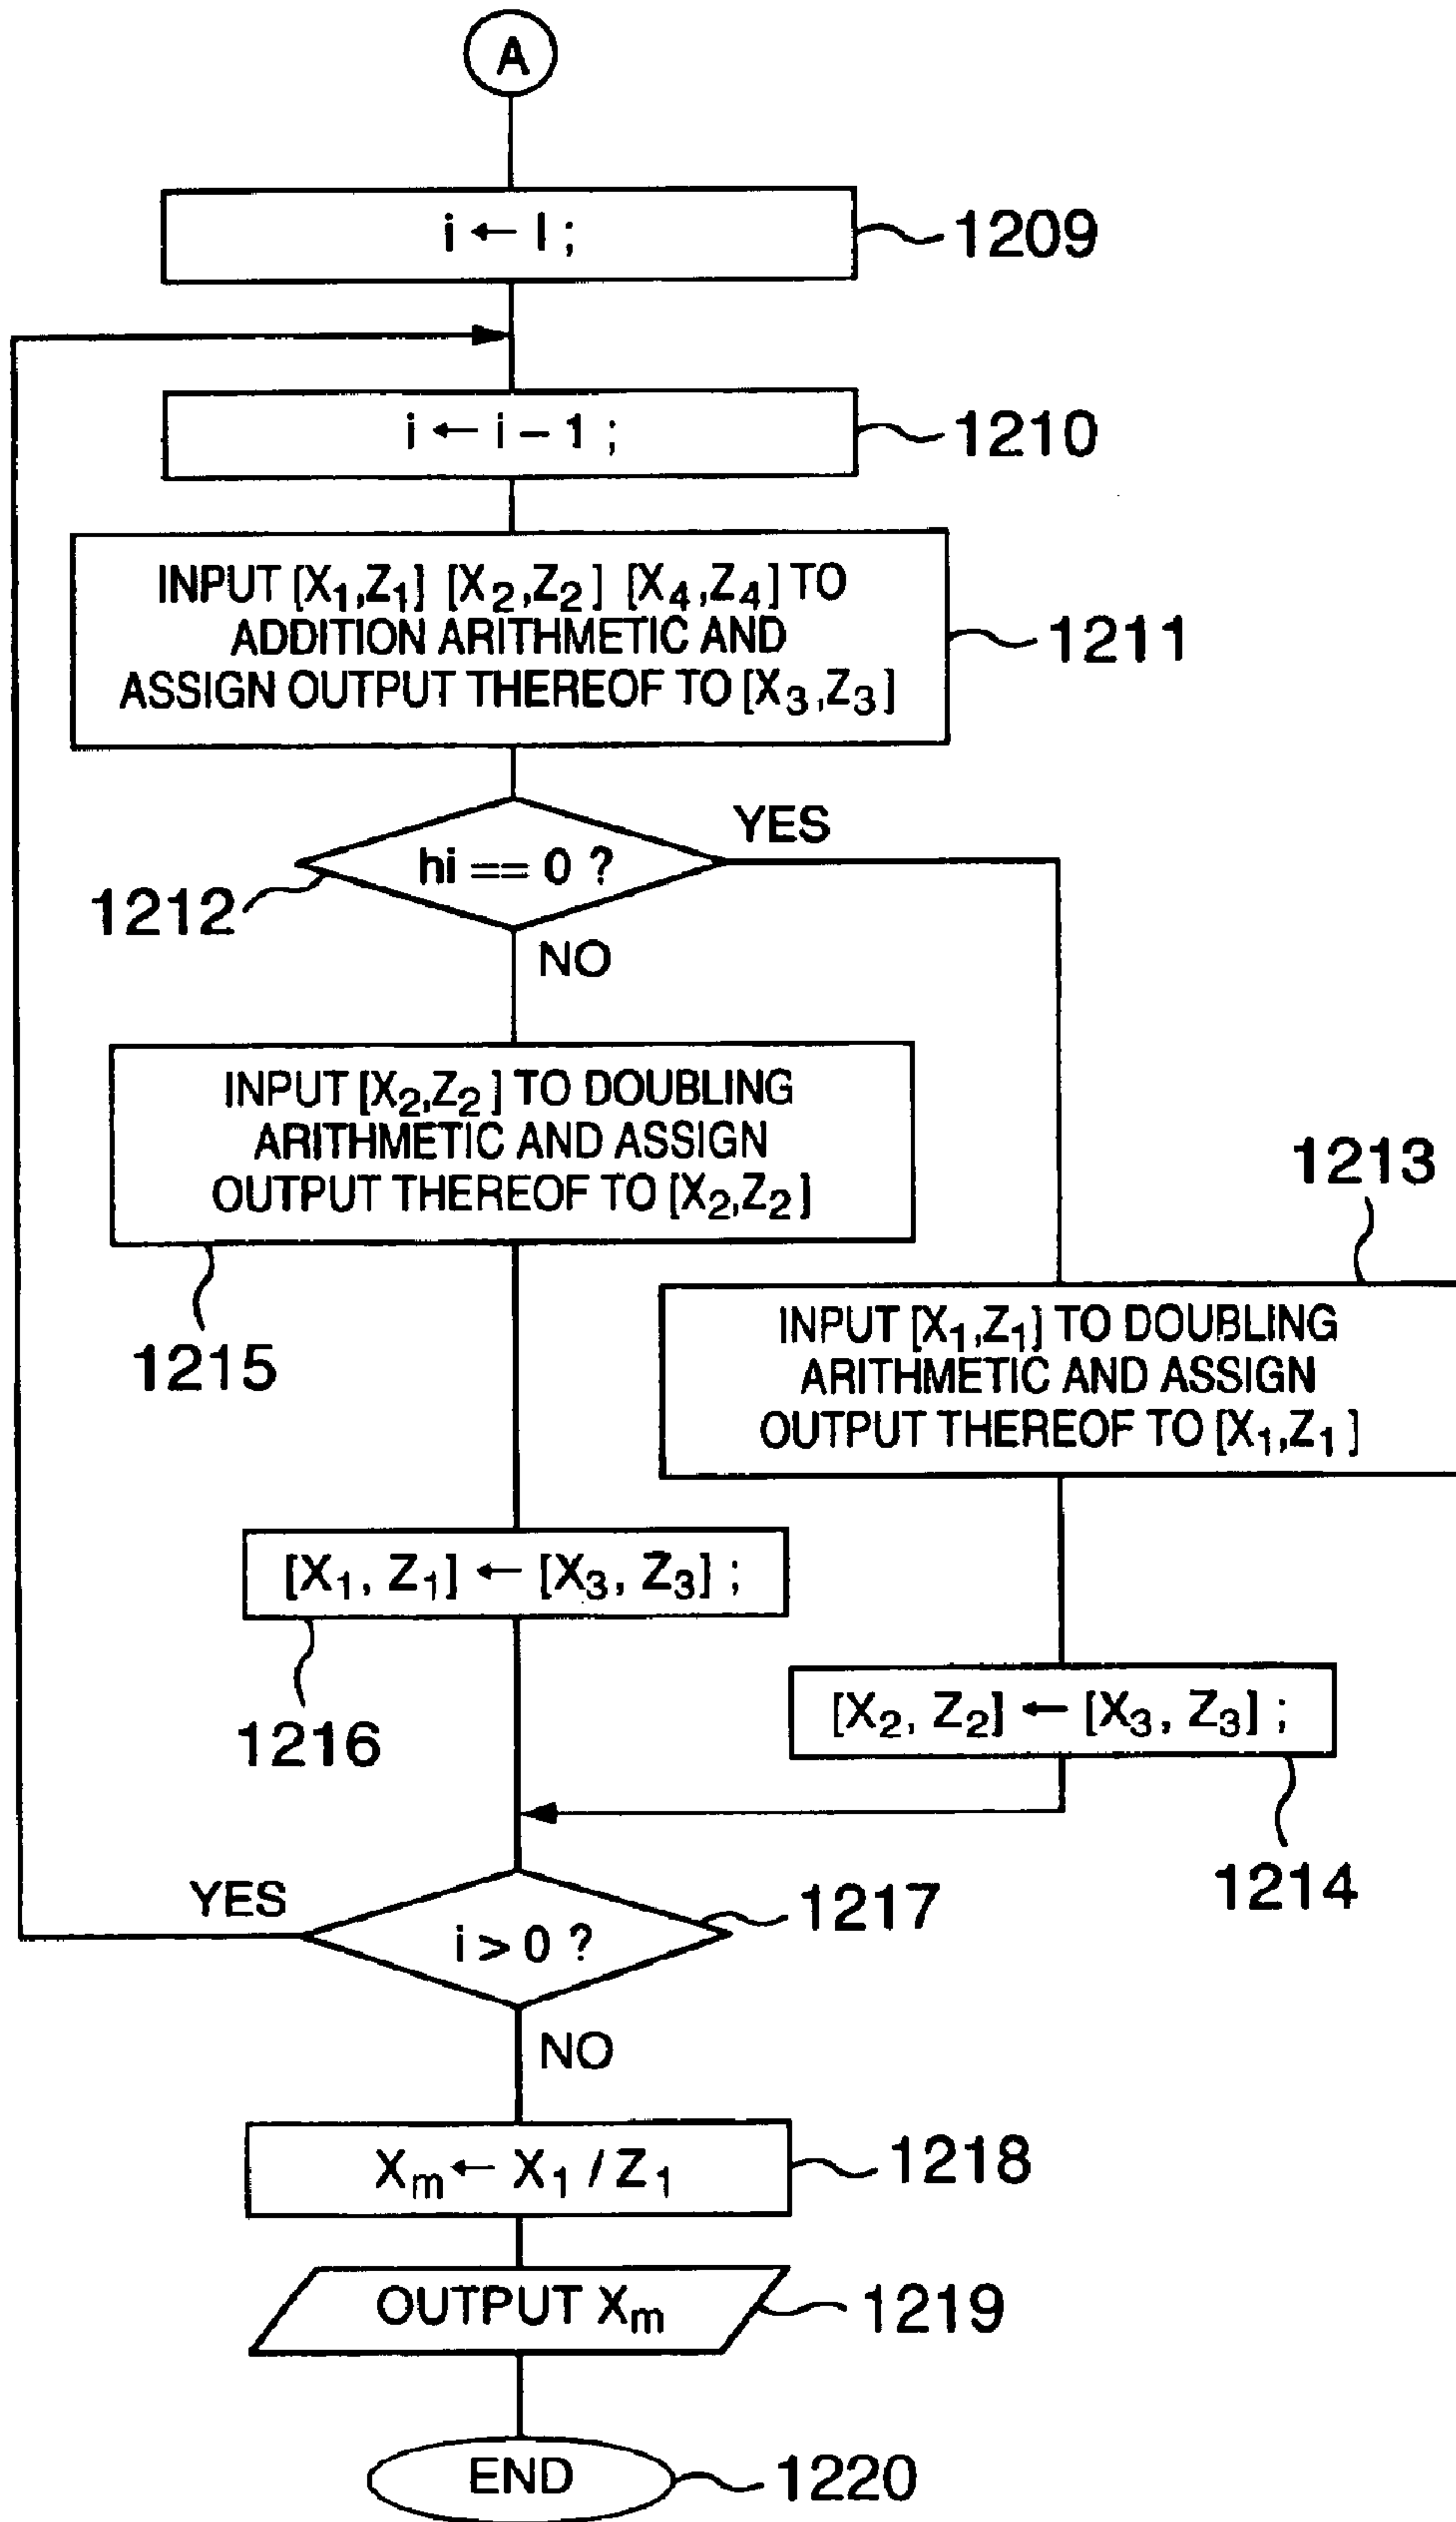 A
i ← l ;
1209
i ← i – 1 ;
1210
INPUT [X₁,Z₁] [X₂,Z₂] [X₄,Z₄] TO
ADDITION ARITHMETIC AND
ASSIGN OUTPUT THEREOF TO [X₃,Z₃]
1211
YES
hi == 0 ?
1212
NO
INPUT [X₂,Z₂] TO DOUBLING
ARITHMETIC AND ASSIGN
OUTPUT THEREOF TO [X₂,Z₂]
1215
1213
INPUT [X₁,Z₁] TO DOUBLING
ARITHMETIC AND ASSIGN
OUTPUT THEREOF TO [X₁,Z₁]
[X₁, Z₁] ← [X₃, Z₃] ;
1216
[X₂, Z₂] ← [X₃, Z₃] ;
1214
YES
i > 0 ?
1217
NO
Xₘ ← X₁ / Z₁
1218
OUTPUT Xₘ
1219
END
1220